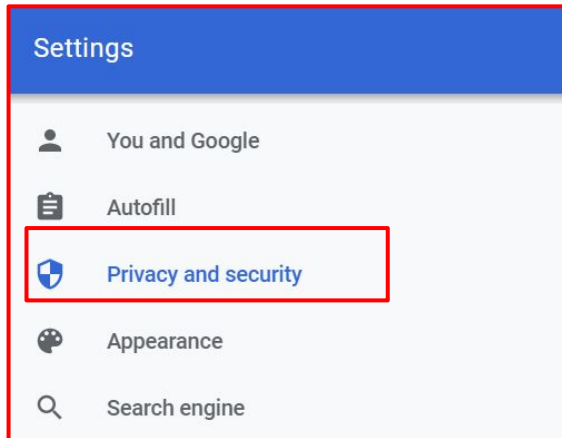 Settings
You and Google
Autofill
Privacy and security
Appearance
Search engine